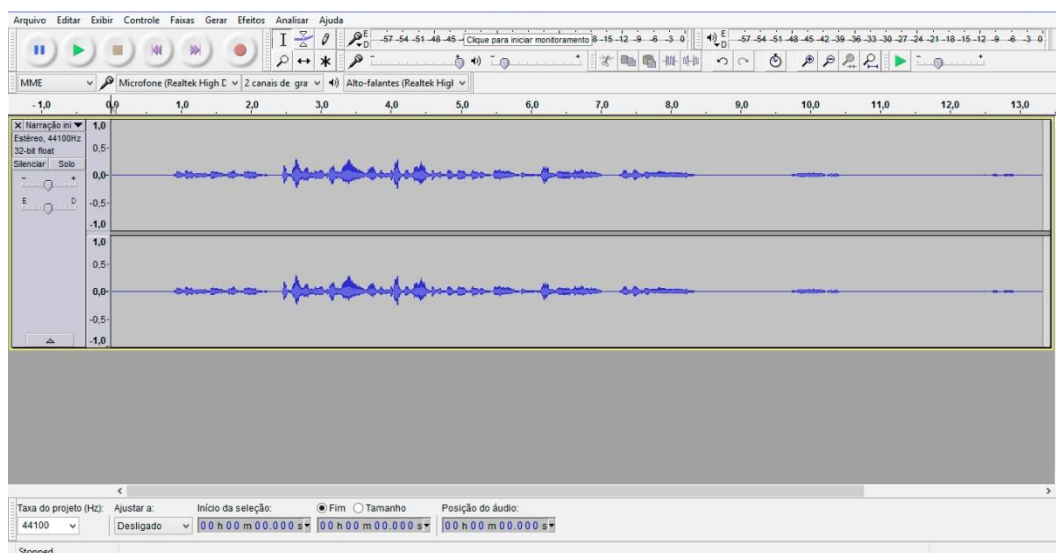 Arquivo Editar Exibir Controle Faixas Gerar Efeitos Analisar Ajuda
E D -57 -54 -51 -48 -45 - Clique para iniciar monitoramento 8 -15 -12 -9 -6 -3 0 E D -57 -54 -51 -48 -45 -42 -39 -36 -33 -30 -27 -24 -21 -18 -15 -12 -9 -6 -3 0
MME Microfone (Realtek High D 2 canais de gra Alto-falantes (Realtek Higl
- 1,0 0,0 1,0 2,0 3,0 4,0 5,0 6,0 7,0 8,0 9,0 10,0 11,0 12,0 13,0
X Narração ini 1,0
Estéreo, 44100Hz
32-bit float 0,5-
Silenciar Solo
- + 0,0-
E D -0,5-
-1,0
1,0
0,5-
0,0-
-0,5-
-1,0
Taxa do projeto (Hz): Ajustar a: Início da seleção: Fim Tamanho Posição do áudio:
44100 Desligado 00 h 00 m 00.000 s 00 h 00 m 00.000 s 00 h 00 m 00.000 s
Stopped